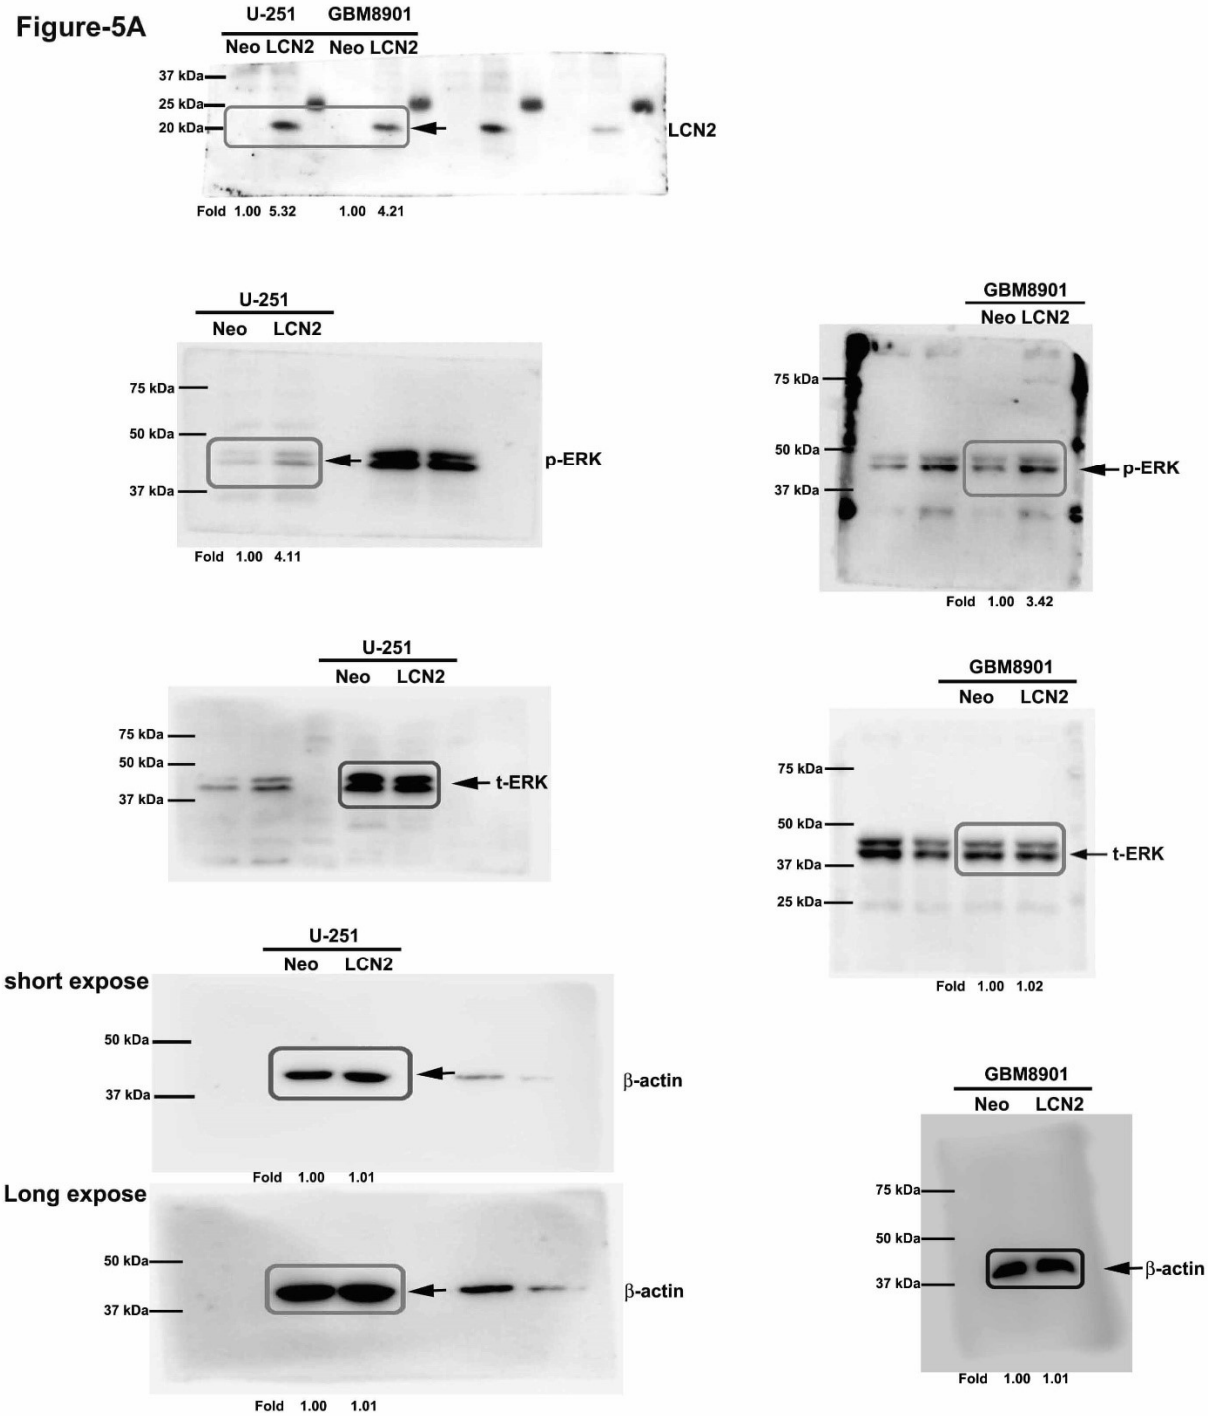 Figure-5A
U-251 GBM8901
Neo LCN2 Neo LCN2
37 kDa
25 kDa
20 kDa
LCN2
Fold 1.00 5.32 1.00 4.21
U-251
Neo LCN2
75 kDa
50 kDa
37 kDa
p-ERK
Fold 1.00 4.11
GBM8901
Neo LCN2
75 kDa
50 kDa
37 kDa
p-ERK
Fold 1.00 3.42
U-251
Neo LCN2
75 kDa
50 kDa
37 kDa
t-ERK
GBM8901
Neo LCN2
75 kDa
50 kDa
37 kDa
25 kDa
t-ERK
Fold 1.00 1.02
U-251
Neo LCN2
short expose
50 kDa
37 kDa
β-actin
Fold 1.00 1.01
Long expose
50 kDa
37 kDa
β-actin
Fold 1.00 1.01
GBM8901
Neo LCN2
75 kDa
50 kDa
37 kDa
β-actin
Fold 1.00 1.01